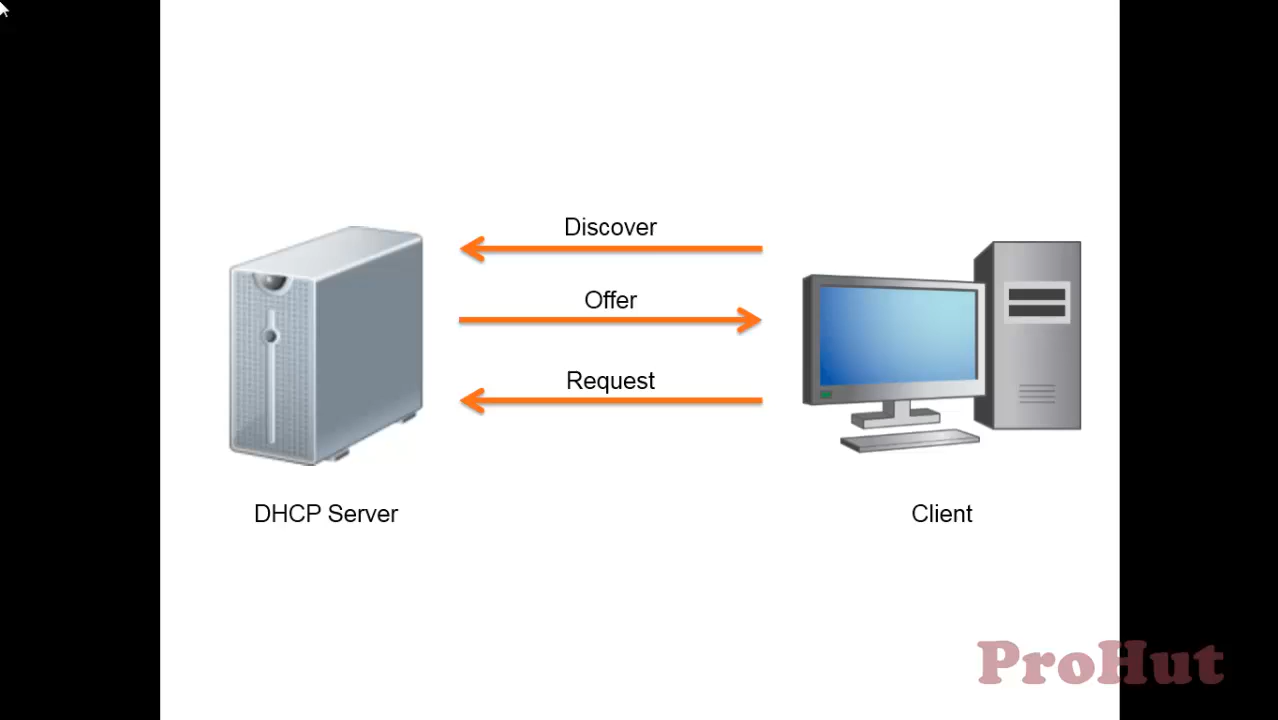 Discover
Offer
Request
DHCP Server
Client
ProHut